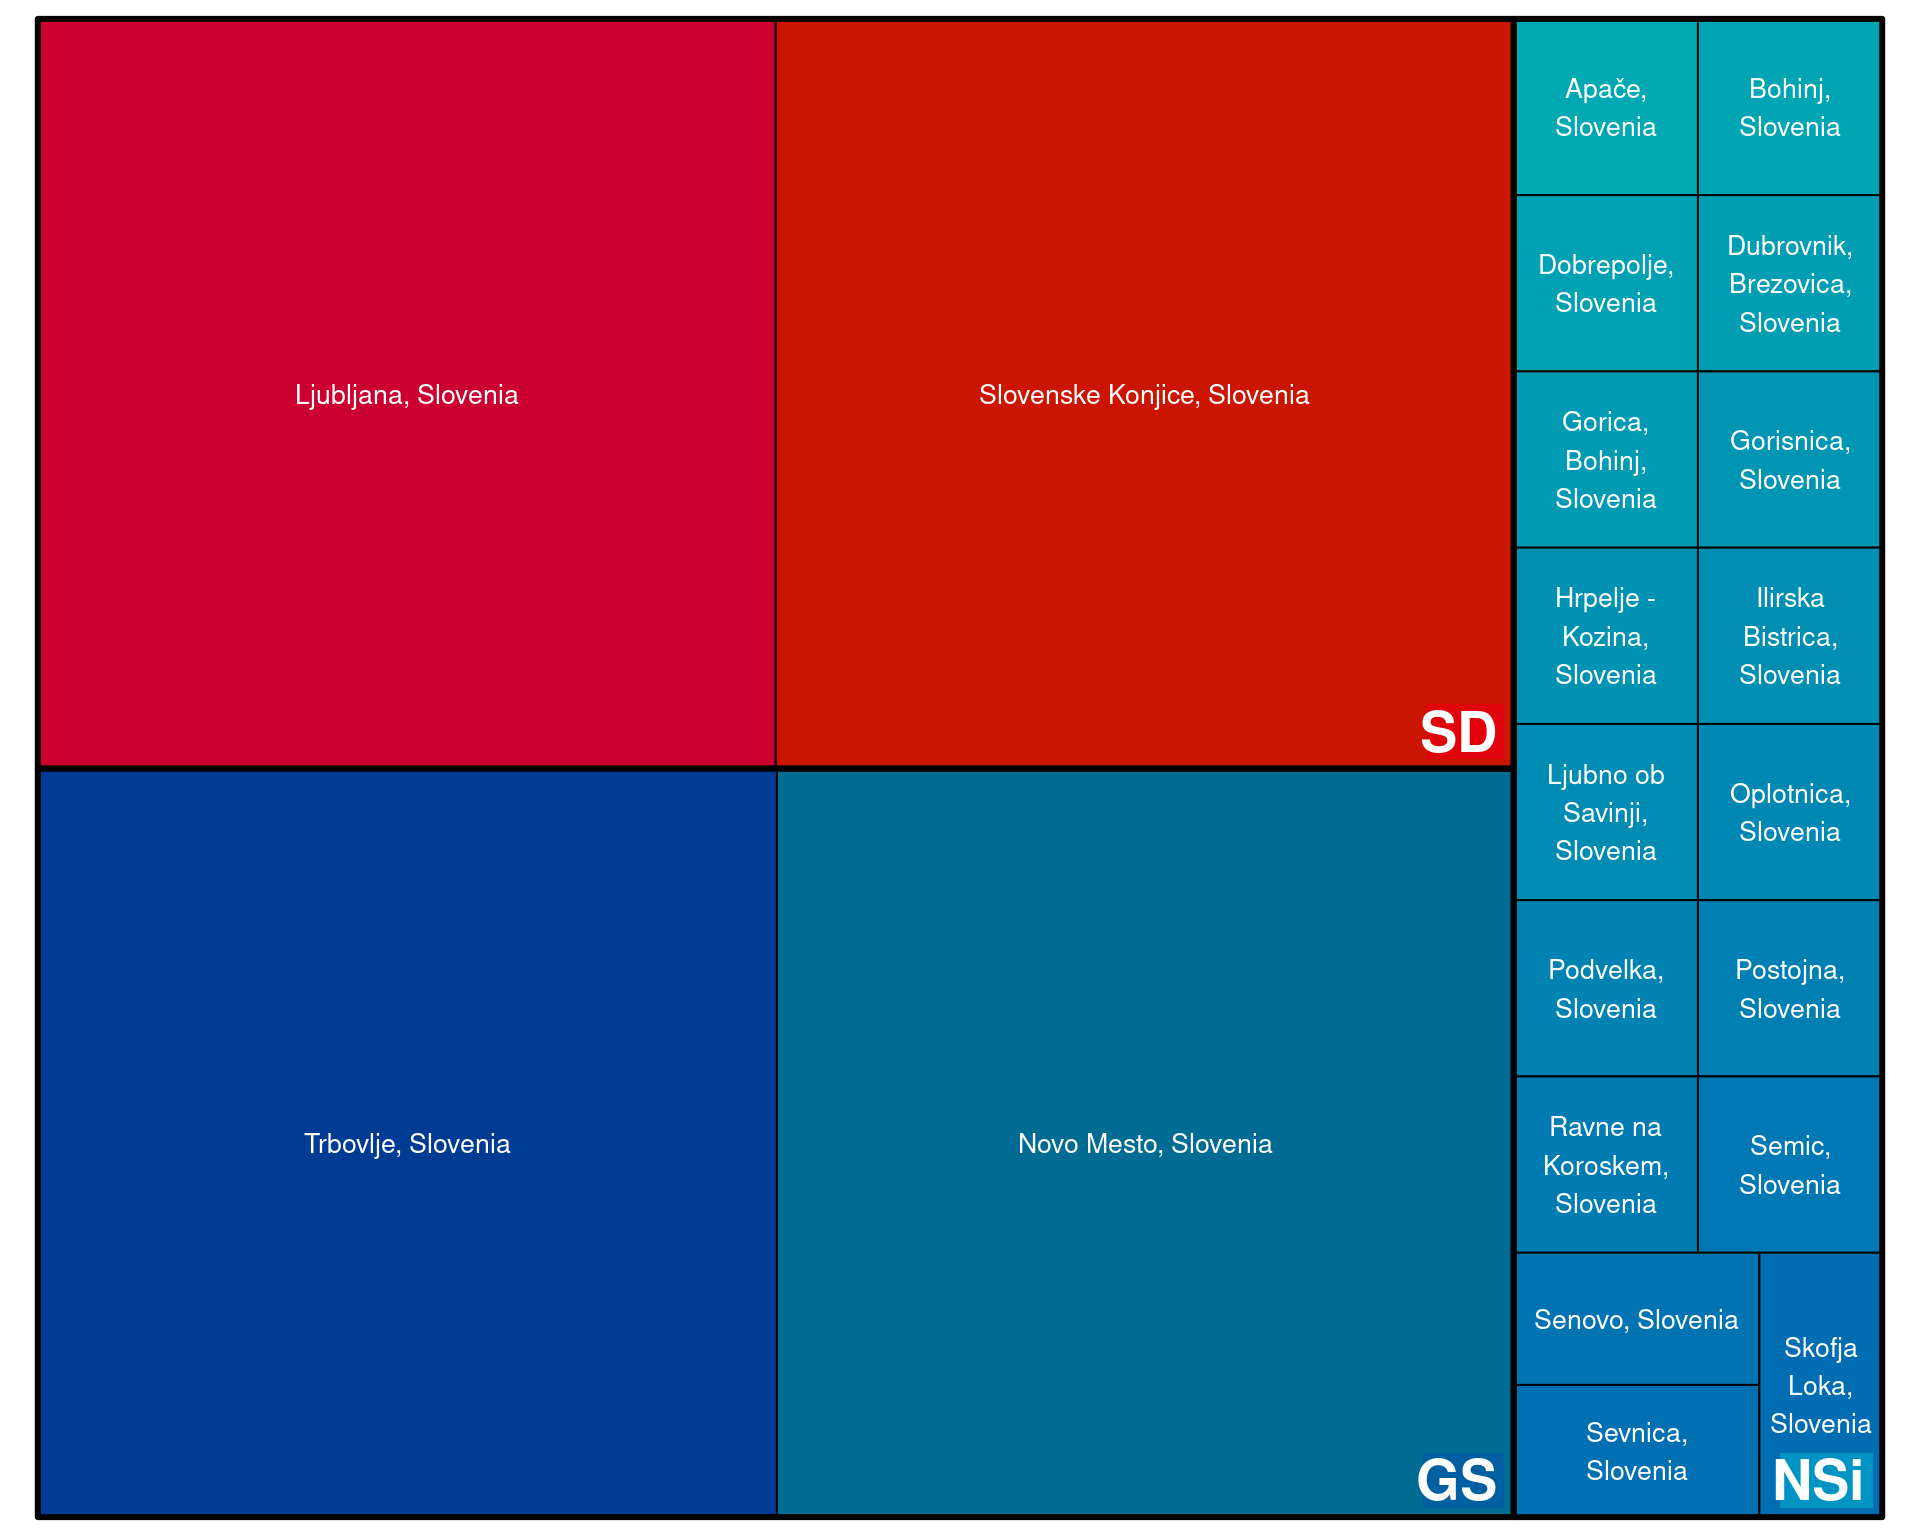 Ljubljana, Slovenia
Slovenske Konjice, Slovenia
SD
Trbovlje, Slovenia
Novo Mesto, Slovenia
GS
Apače,
Slovenia
Bohinj,
Slovenia
Dobrepolje,
Slovenia
Dubrovnik,
Brezovica,
Slovenia
Gorica,
Bohinj,
Slovenia
Gorisnica,
Slovenia
Hrpelje -
Kozina,
Slovenia
Ilirska
Bistrica,
Slovenia
Ljubno ob
Savinji,
Slovenia
Oplotnica,
Slovenia
Podvelka,
Slovenia
Postojna,
Slovenia
Ravne na
Koroskem,
Slovenia
Semic,
Slovenia
Senovo, Slovenia
Sevnica,
Slovenia
Skofja
Loka,
Slovenia
NSi